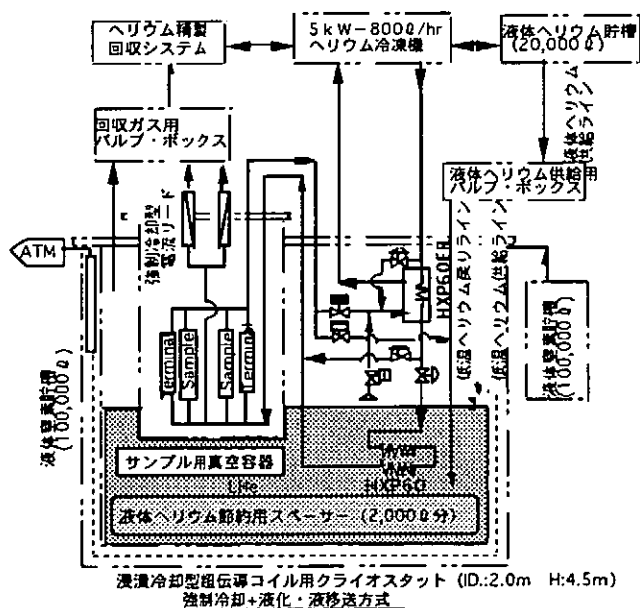 ヘリウム精製
回収システム
5kW-800ℓ/hr
ヘリウム冷凍機
液体ヘリウム貯槽
(20,000ℓ)
回収ガス用
バルブ・ボックス
液体ヘリウム
供給ライン
液体ヘリウム供給用
バルブ・ボックス
強制冷却型
電流リード
ATM
HXP60ER
低温ヘリウム戻りライン
低温ヘリウム供給ライン
液体窒素貯槽
(100,000ℓ)
液体窒素貯槽
(100,000ℓ)
Terminal
Sample
Sample
Terminal
サンプル用真空容器
LHe
HXP60
液体ヘリウム節約用スペーサー (2,000ℓ分)
浸漬冷却型超伝導コイル用クライオスタット (ID.:2.0m H:4.5m)
強制冷却+液化・液移送方式